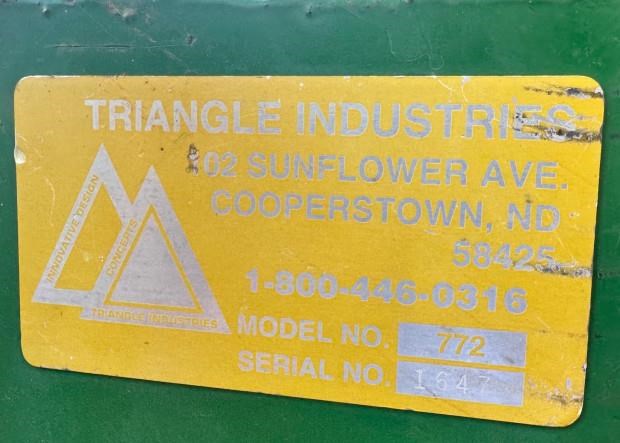 TRIANGLE INDUSTRIES
SUNFLOWER AVE.
COOPERSTOWN, ND
58425
1-800-446-0316
INNOVATIVE DESIGN
CONCEPTS
TRIANGLE INDUSTRIES
MODEL NO. 772
SERIAL NO. 1647